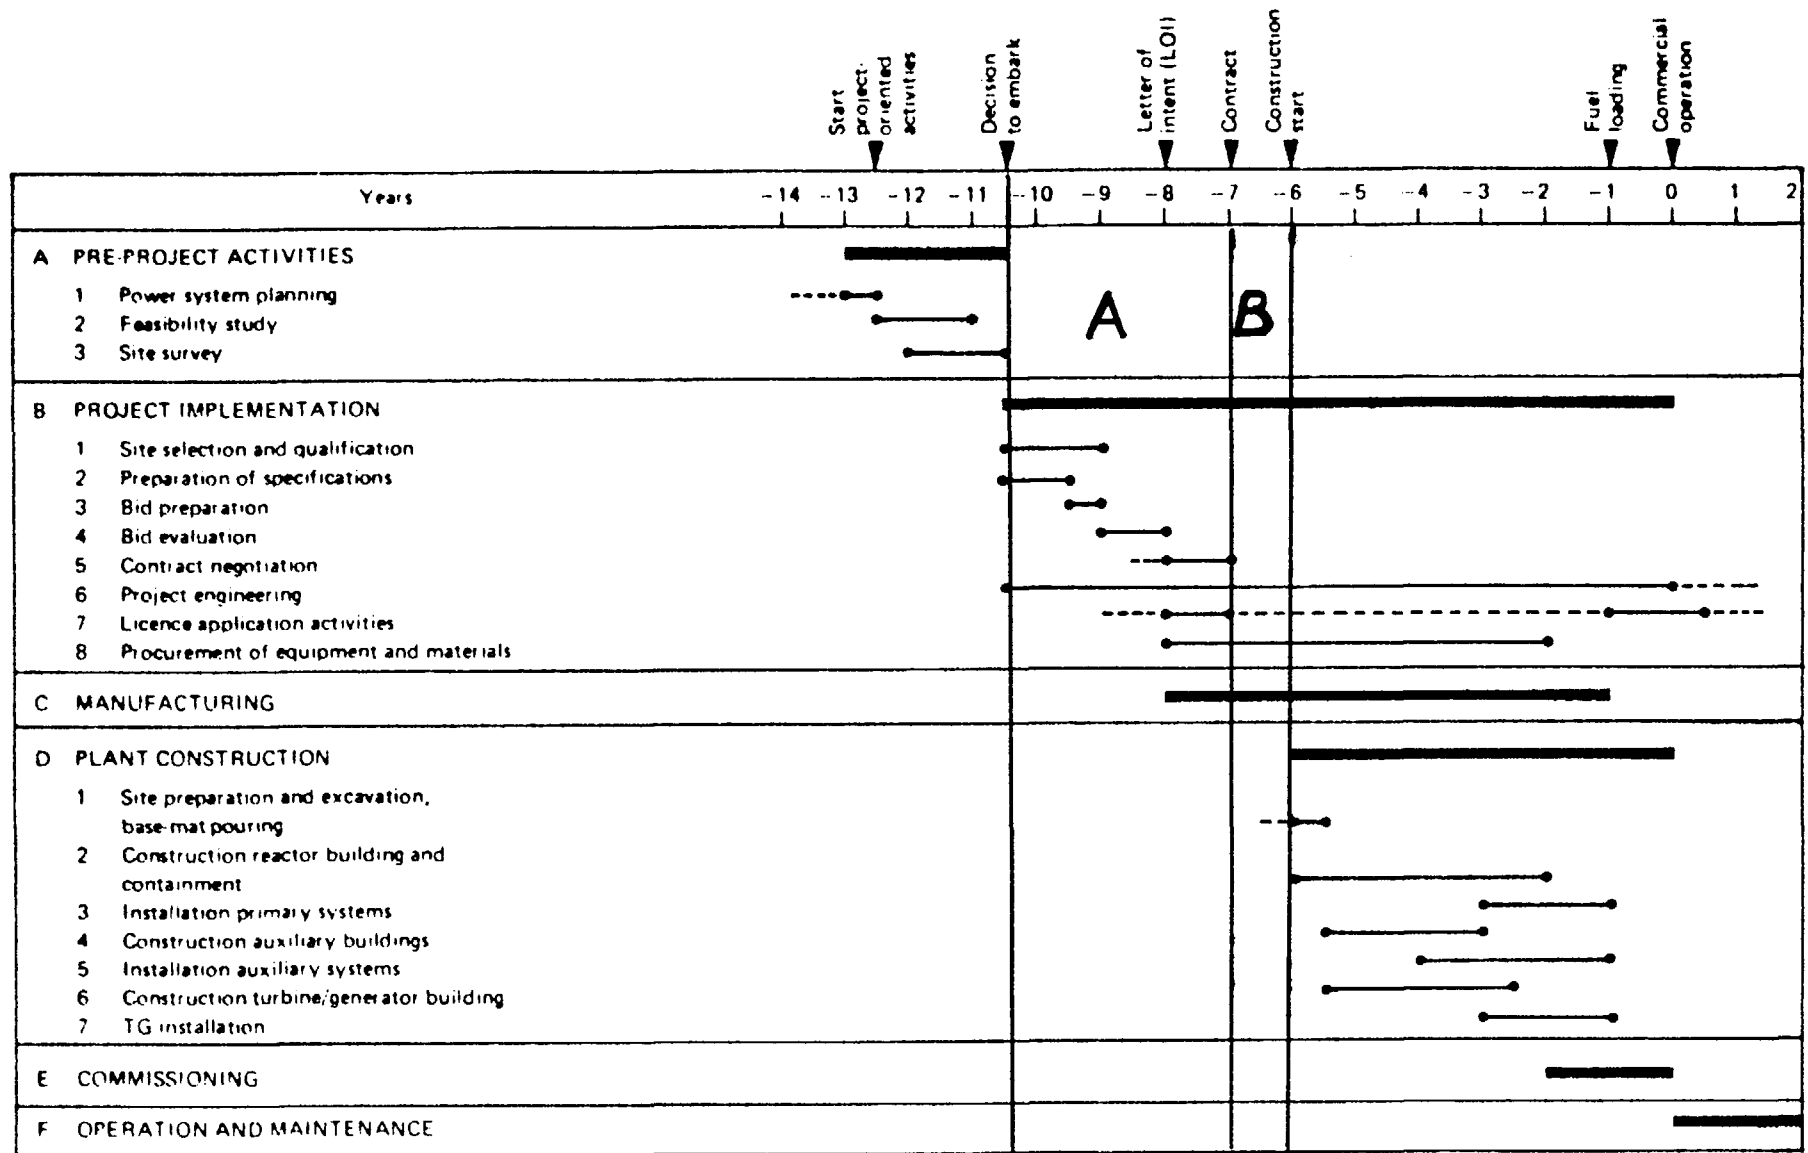 Start
project-
oriented
activities
Decision
to embark
Letter of
intent (LOI)
Contract
Construction
start
Fuel
loading
Commercial
operation
Years -14 -13 -12 -11 -10 -9 -8 -7 -6 -5 -4 -3 -2 -1 0 1 2
A PRE-PROJECT ACTIVITIES
1 Power system planning
2 Feasibility study
3 Site survey
A B
B PROJECT IMPLEMENTATION
1 Site selection and qualification
2 Preparation of specifications
3 Bid preparation
4 Bid evaluation
5 Contract negotiation
6 Project engineering
7 Licence application activities
8 Procurement of equipment and materials
C MANUFACTURING
D PLANT CONSTRUCTION
1 Site preparation and excavation,
base-mat pouring
2 Construction reactor building and
containment
3 Installation primary systems
4 Construction auxiliary buildings
5 Installation auxiliary systems
6 Construction turbine/generator building
7 TG installation
E COMMISSIONING
F OPERATION AND MAINTENANCE